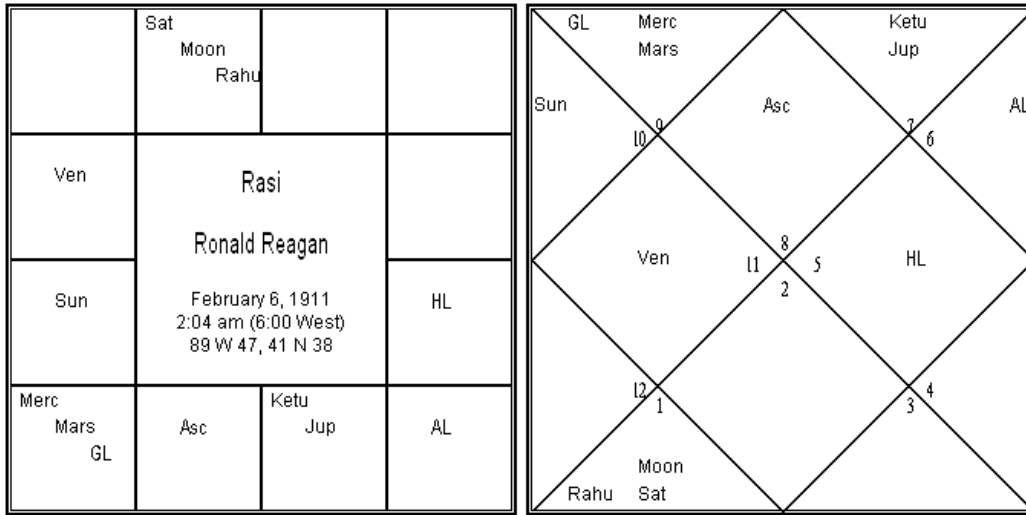 Sat
Moon
Rahu
Ven
Rasi
Ronald Reagan
February 6, 1911
2:04 am (6:00 West)
89 W 47, 41 N 38
Sun
HL
Merc
Mars
GL
Asc
Ketu
Jup
AL
GL Merc
Mars
Ketu
Jup
Sun
Asc
AL
9
10
7
6
8
Ven
11
5
HL
2
12
1
4
3
Moon
Rahu Sat